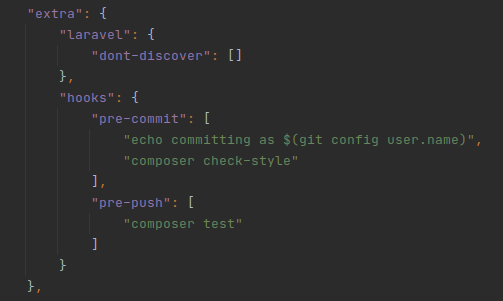 "extra": {
"laravel": {
"dont-discover": []
},
"hooks": {
"pre-commit": [
"echo committing as $(git config user.name)",
"composer check-style"
],
"pre-push": [
"composer test"
]
}
},